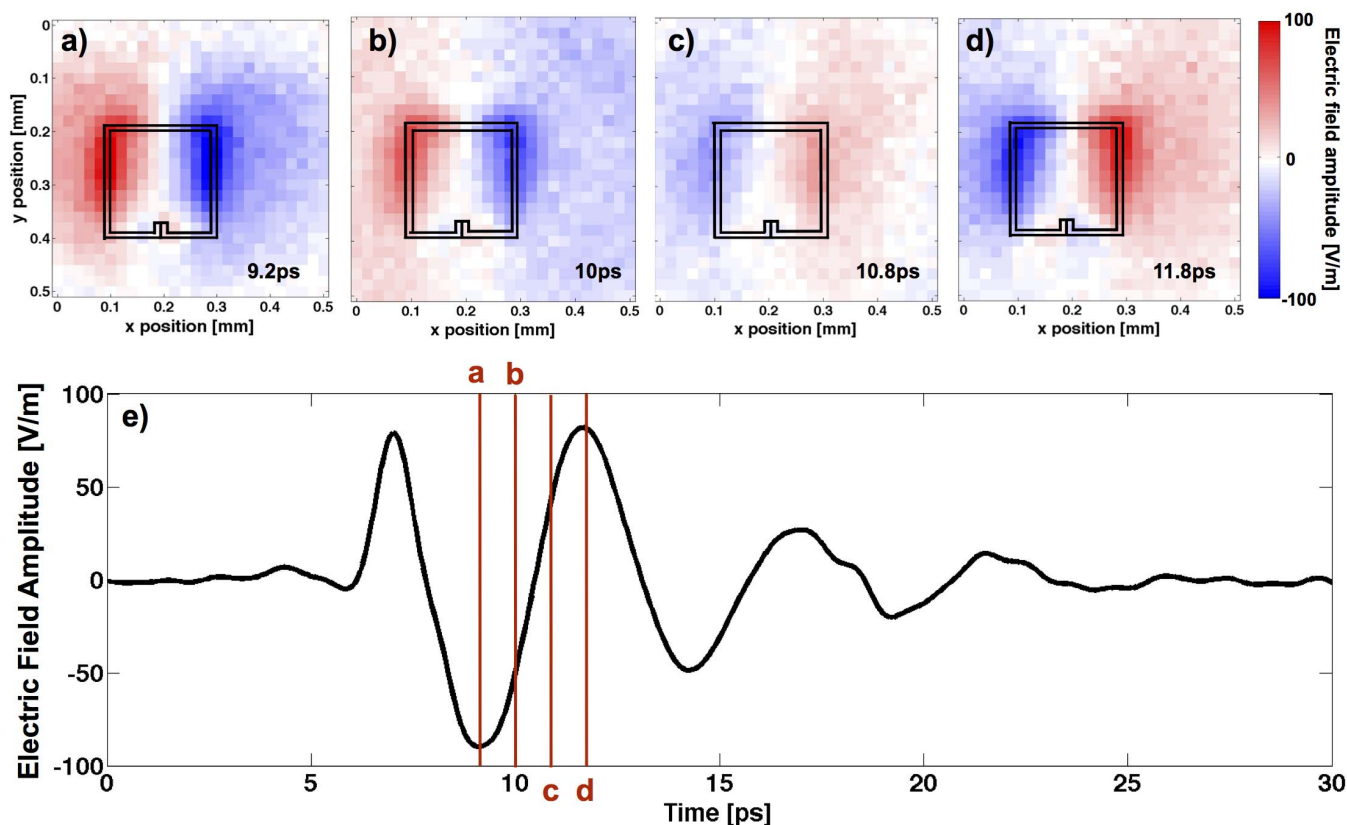 a) b) c) d)
0
0.1
0.2
0.3
0.4
0.5
y position [mm]
9.2ps 10ps 10.8ps 11.8ps
0 0.1 0.2 0.3 0.4 0.5
0 0.1 0.2 0.3 0.4 0.5
0 0.1 0.2 0.3 0.4 0.5
0 0.1 0.2 0.3 0.4 0.5
x position [mm] x position [mm] x position [mm] x position [mm]
100
0
-100
Electric field amplitude [V/m]
a b
e)
100
50
0
-50
-100
Electric Field Amplitude [V/m]
0 5 10 15 20 25 30
c d
Time [ps]